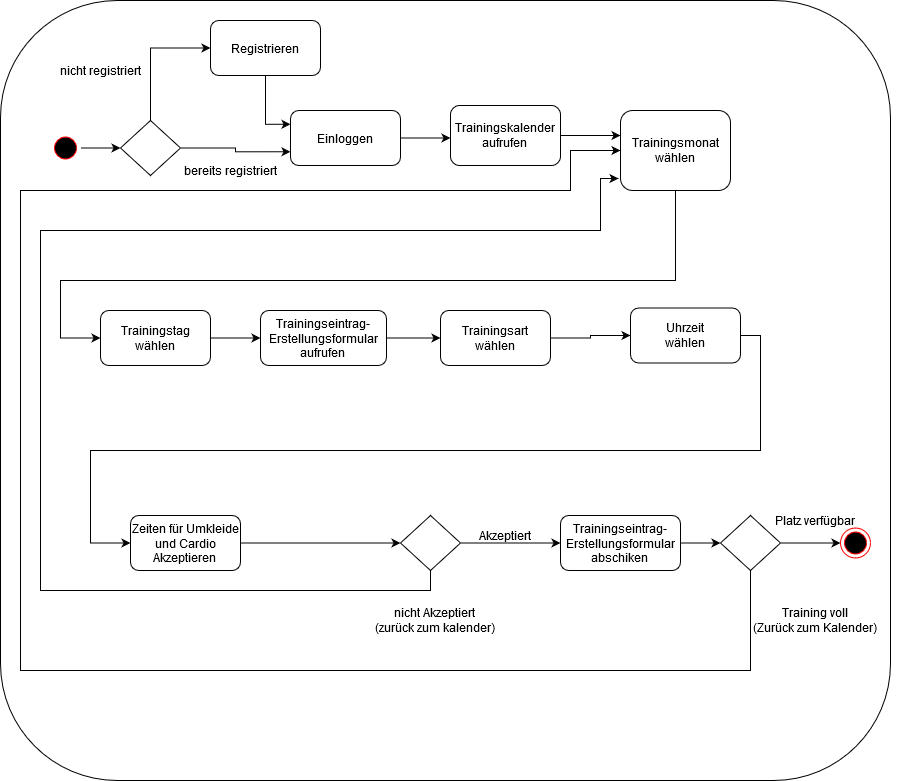 Registrieren
nicht registriert
Einloggen
Trainingskalender
aufrufen
Trainingsmonat
wählen
bereits registriert
Trainingstag
wählen
Trainingseintrag-
Erstellungsformular
aufrufen
Trainingsart
wählen
Uhrzeit
wählen
Zeiten für Umkleide
und Cardio
Akzeptieren
Akzeptiert
Trainingseintrag-
Erstellungsformular
abschiken
Platz verfügbar
nicht Akzeptiert
(zurück zum kalender)
Training voll
(Zurück zum Kalender)